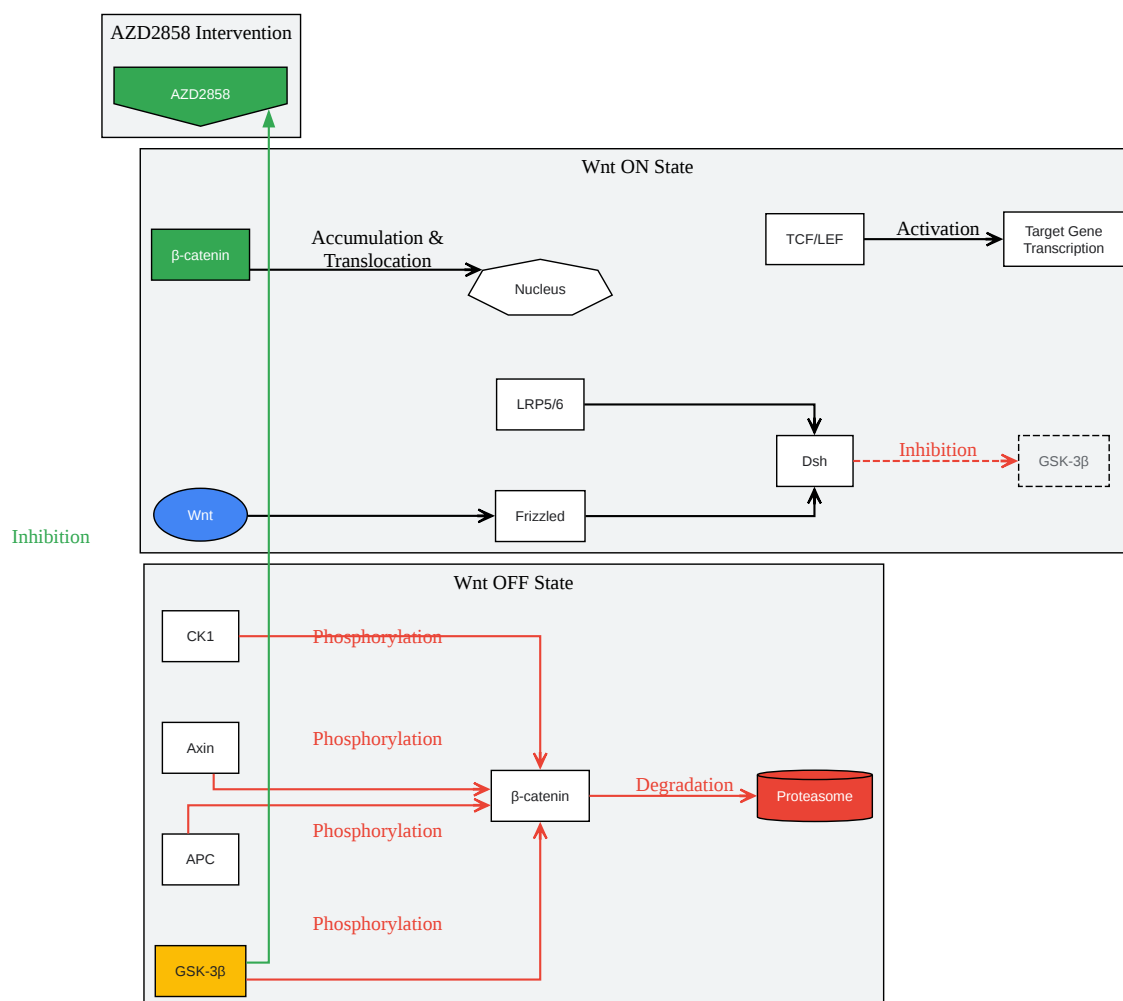 AZD2858 Intervention
AZD2858
Wnt ON State
β-catenin
Accumulation &
Translocation
Nucleus
TCF/LEF
Activation
Target Gene
Transcription
LRP5/6
Dsh
Inhibition
GSK-3β
Wnt
Frizzled
Inhibition
Wnt OFF State
CK1
Phosphorylation
Axin
Phosphorylation
β-catenin
Degradation
Proteasome
APC
Phosphorylation
Phosphorylation
GSK-3β